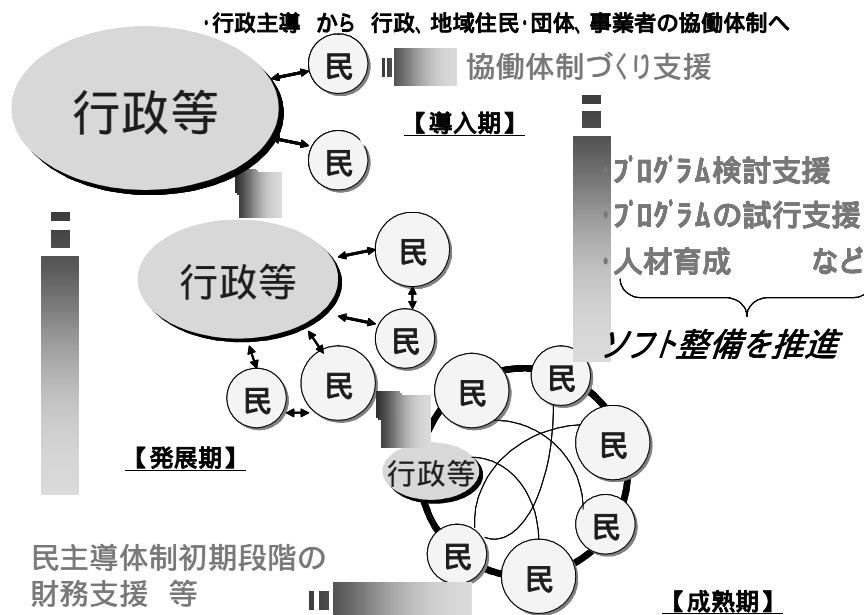 ・行政主導 から 行政、地域住民・団体、事業者の協働体制へ
民
協働体制づくり支援
行政等
【導入期】
民
・プログラム検討支援
・プログラムの試行支援
・人材育成 など
ソフト整備を推進
民
行政等
民
民
民
民
民
民
【発展期】
行政等
民
民
民
民主導体制初期段階の
財務支援 等
【成熟期】